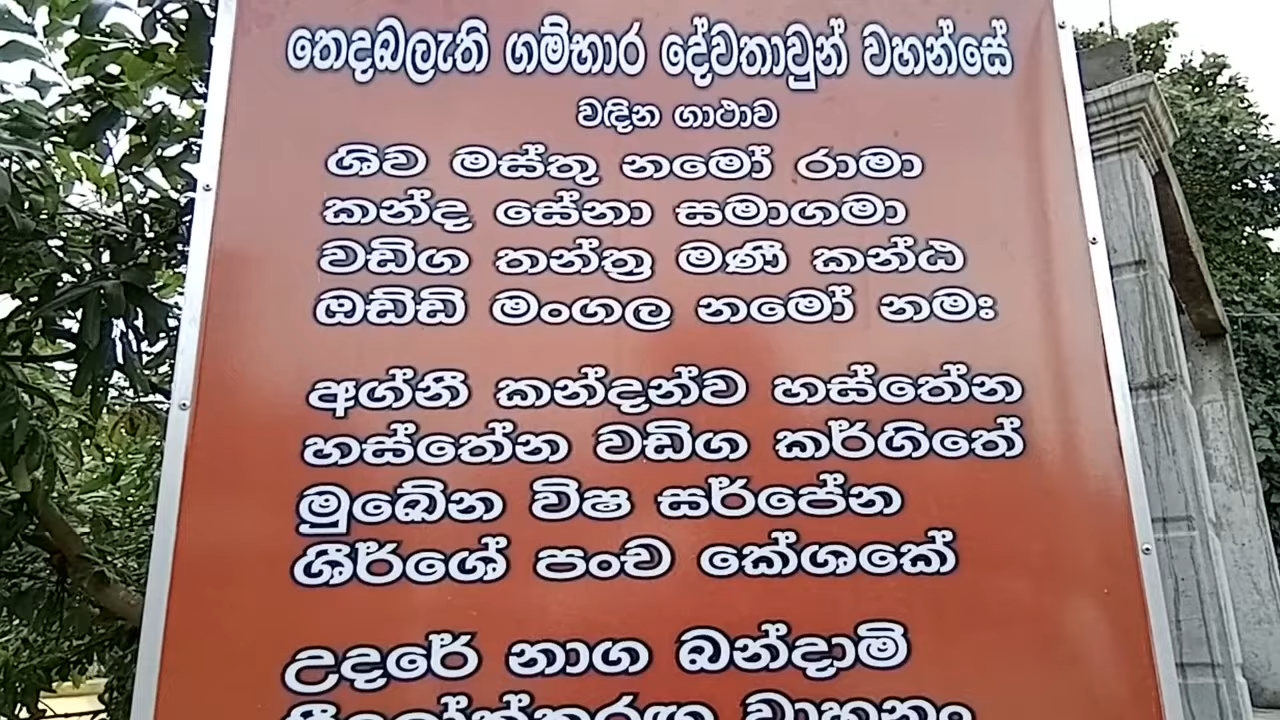 තෙදබලැති ගම්භාර දේවතාවුන් වහන්සේ
වඳින ගාථාව
ශිව මස්තු නමෝ රාමා
කන්ද සේනා සමාගමා
වඩිග තන්ත්‍ර මණී කන්ඨ
ඔඩ්ඩි මංගල නමෝ නමඃ
අග්නී කන්දන්ව හස්තේන
හස්තේන වඩිග කර්ගිතේ
මුඛේන විෂ සර්පේන
ශීර්ශේ පංච කේශකේ
උදරේ නාග බන්දාමි
වාහනං